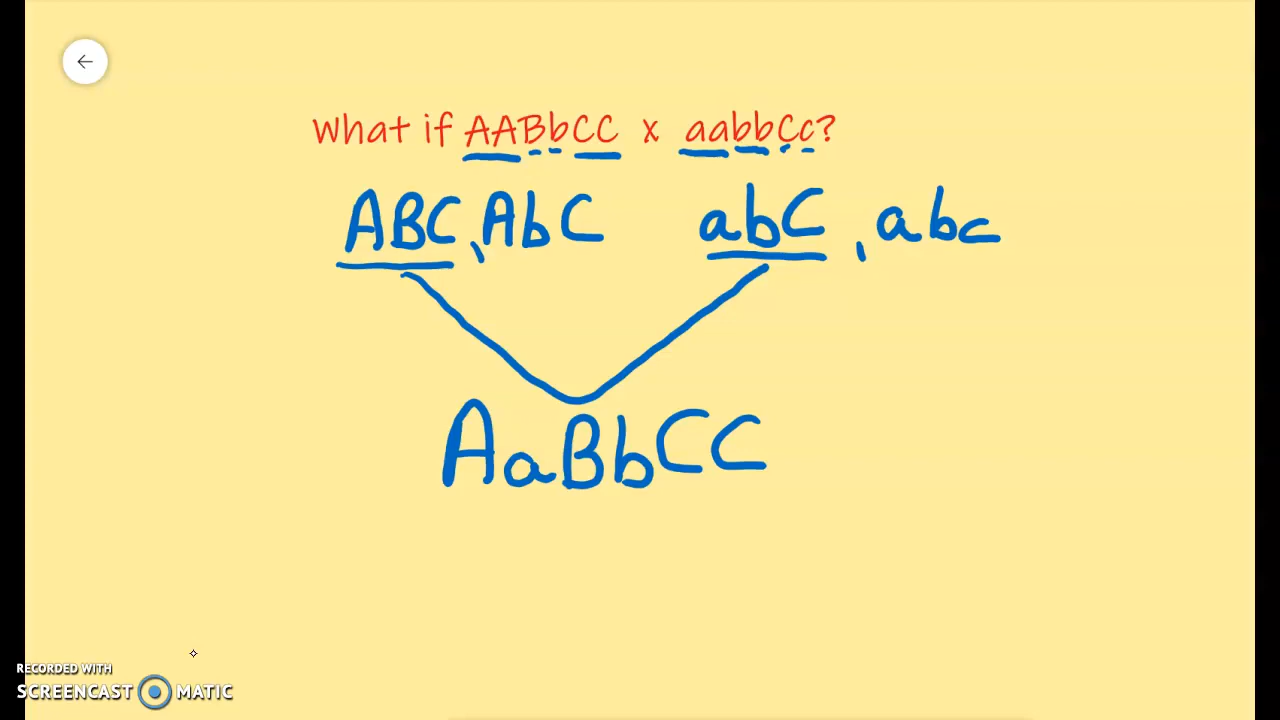 What if AABbCC x aabbCc?
ABC, AbC abC, abc
AaBbCC
RECORDED WITH
SCREENCAST MATIC